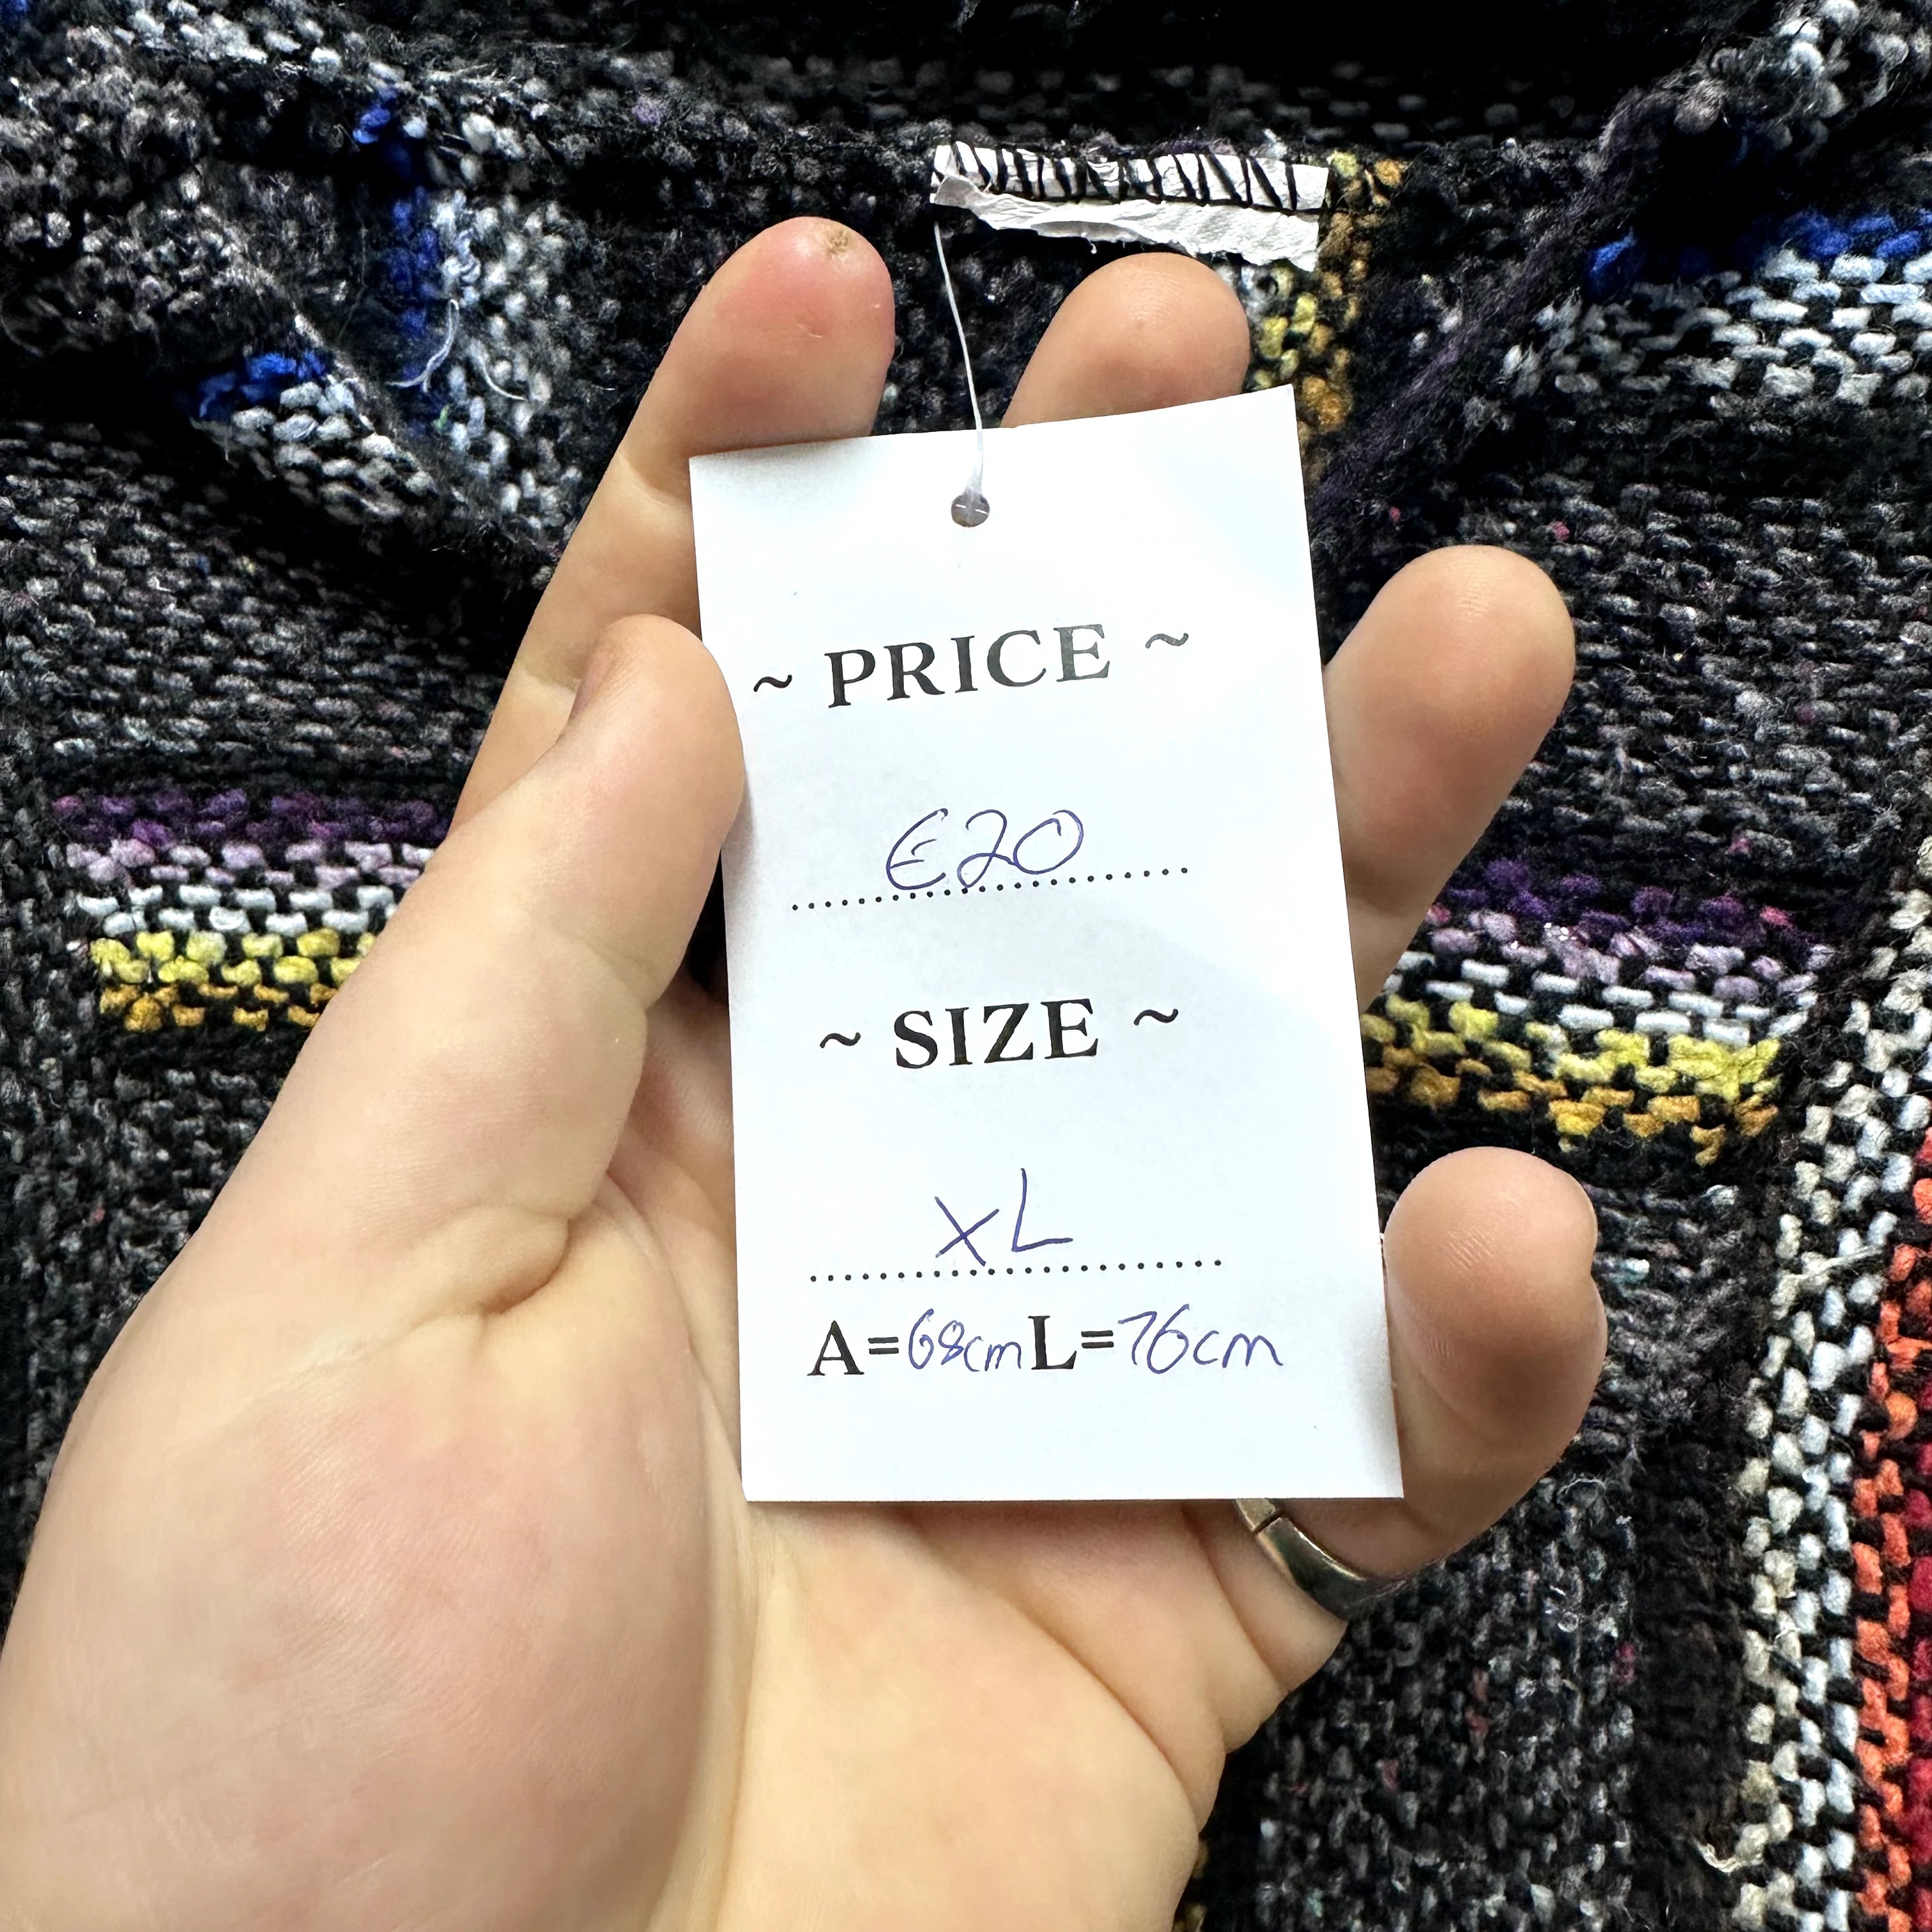 ~ PRICE ~
€20
~ SIZE ~
XL
A=68cm L=76cm